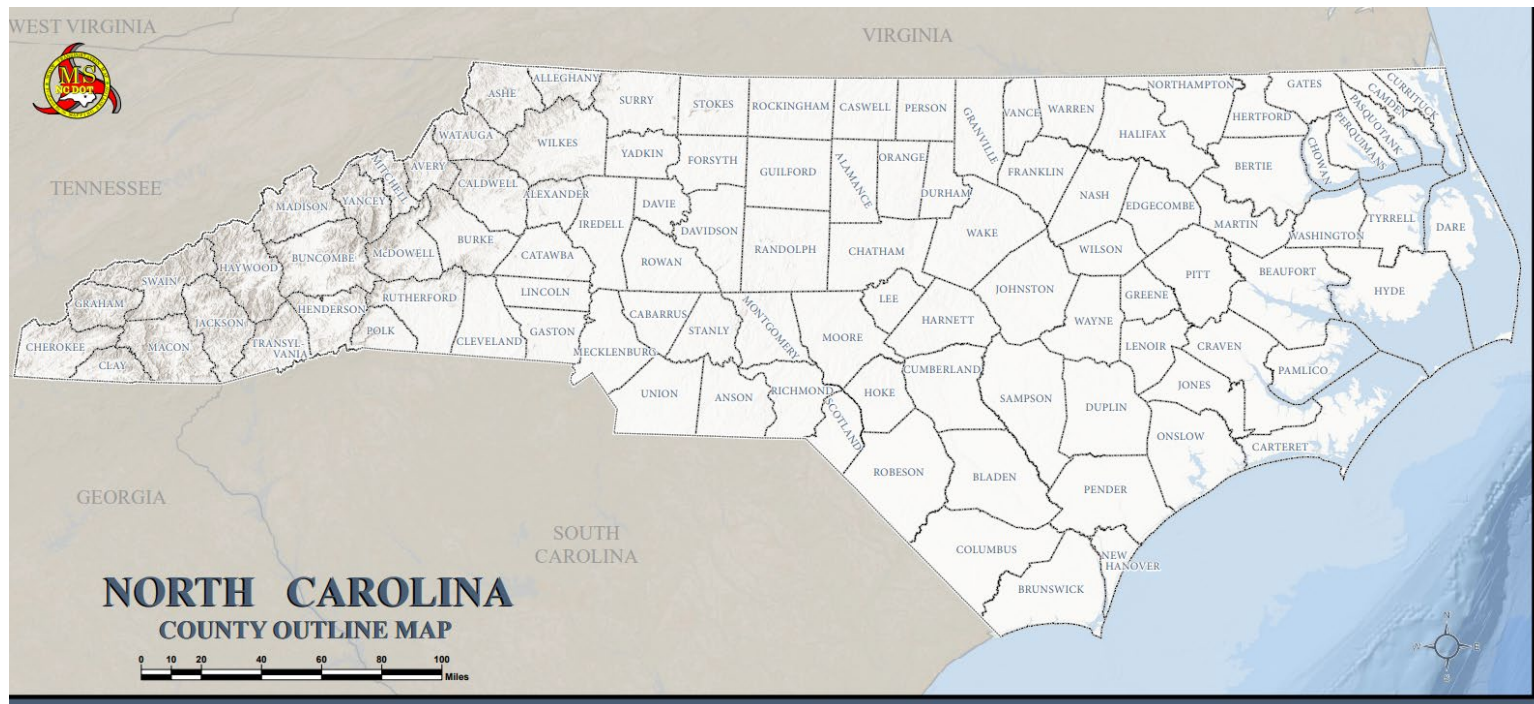 WEST VIRGINIA
VIRGINIA
MS
NCDOT
ALLEGHANY
ASHE
SURRY
STOKES
ROCKINGHAM
CASWELL
PERSON
GRANVILLE
VANCE
WARREN
NORTHAMPTON
GATES
CURRITUCK
CAMDEN
PASQUOTANK
PERQUIMANS
CHOWAN
HERTFORD
HALIFAX
WATAUGA
WILKES
YADKIN
FORSYTH
GUILFORD
ALAMANCE
ORANGE
DURHAM
FRANKLIN
NASH
EDGECOMBE
BERTIE
TENNESSEE
MITCHELL
AVERY
CALDWELL
ALEXANDER
DAVIE
IREDELL
DAVIDSON
MADISON
YANCEY
MARTIN
WASHINGTON
TYRRELL
DARE
BURKE
McDOWELL
CATAWBA
ROWAN
RANDOLPH
CHATHAM
WAKE
WILSON
BUNCOMBE
HAYWOOD
SWAIN
GRAHAM
PITT
BEAUFORT
HYDE
RUTHERFORD
LINCOLN
LEE
JOHNSTON
GREENE
HENDERSON
CABARRUS
STANLY
MONTGOMERY
MOORE
HARNETT
WAYNE
JACKSON
POLK
CLEVELAND
GASTON
MECKLENBURG
LENOIR
CRAVEN
CHEROKEE
MACON
TRANSYL-
VANIA
CLAY
PAMLICO
UNION
ANSON
RICHMOND
SCOTLAND
HOKE
CUMBERLAND
SAMPSON
DUPLIN
JONES
ONSLOW
CARTERET
ROBESON
BLADEN
PENDER
GEORGIA
SOUTH
CAROLINA
COLUMBUS
NEW
HANOVER
BRUNSWICK
NORTH CAROLINA
COUNTY OUTLINE MAP
0 10 20 40 60 80 100
Miles
N
W
E
S